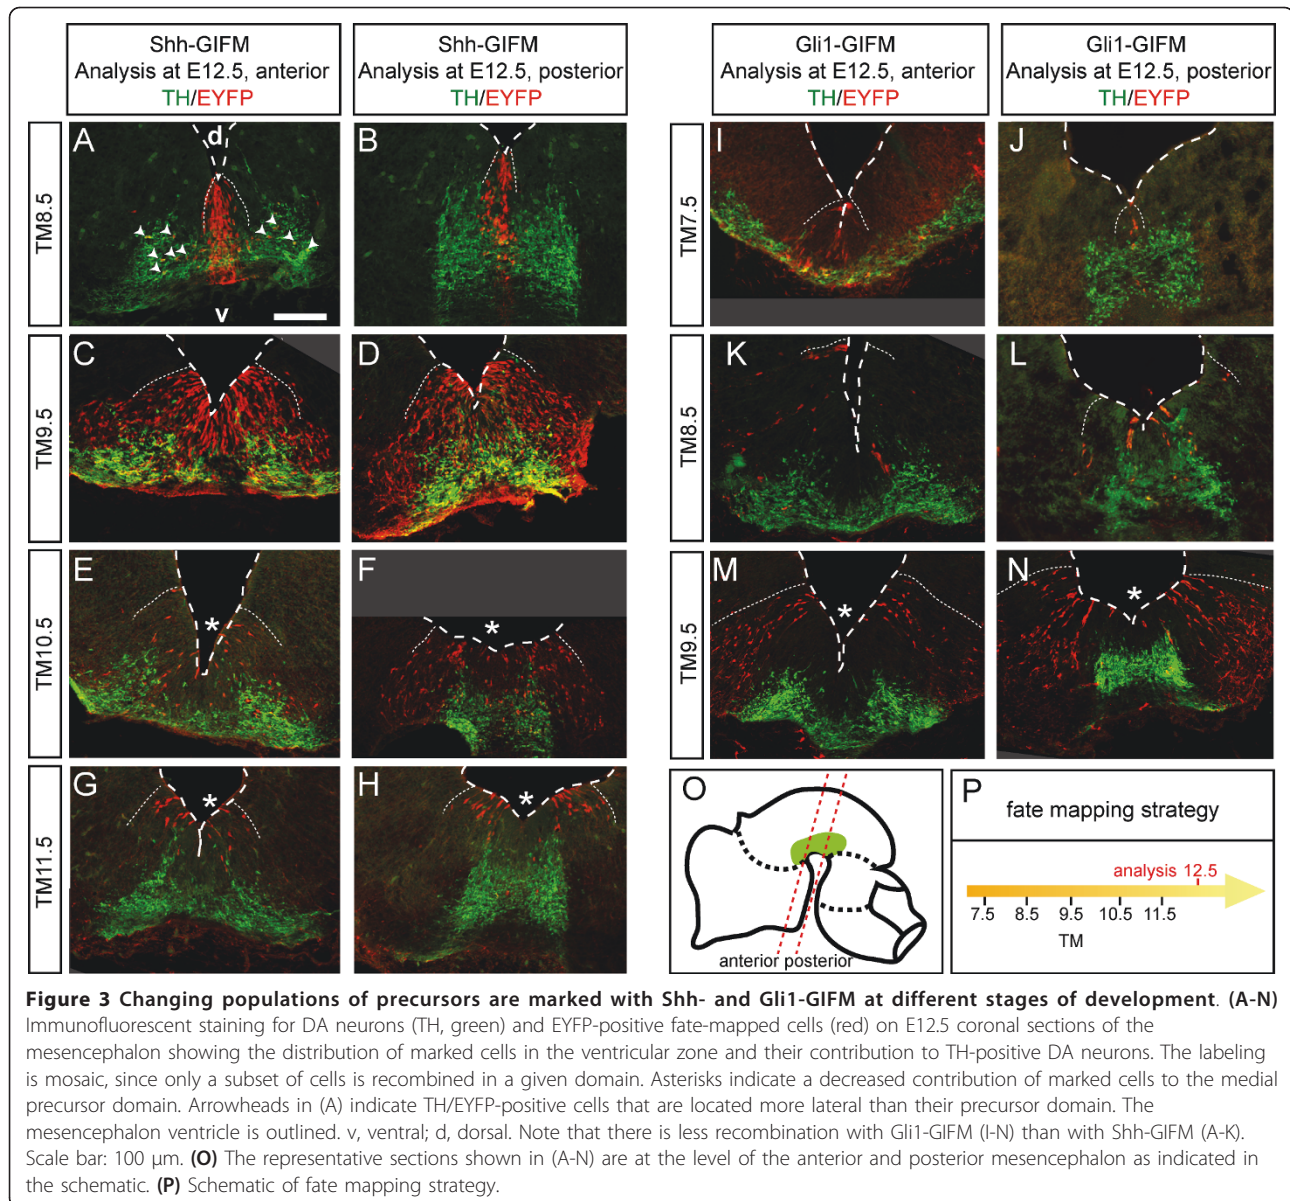 Shh-GIFM
Analysis at E12.5, anterior
TH/EYFP
Shh-GIFM
Analysis at E12.5, posterior
TH/EYFP
Gli1-GIFM
Analysis at E12.5, anterior
TH/EYFP
Gli1-GIFM
Analysis at E12.5, posterior
TH/EYFP
TM8.5
A
d
v
B
TM7.5
I
J
TM9.5
C
D
TM8.5
K
L
TM10.5
E
*
F
*
TM9.5
M
*
N
*
TM11.5
G
*
H
*
O
anterior posterior
P
fate mapping strategy
analysis 12.5
7.5 8.5 9.5 10.5 11.5
TM
Figure 3 Changing populations of precursors are marked with Shh- and Gli1-GIFM at different stages of development. (A-N)
Immunofluorescent staining for DA neurons (TH, green) and EYFP-positive fate-mapped cells (red) on E12.5 coronal sections of the
mesencephalon showing the distribution of marked cells in the ventricular zone and their contribution to TH-positive DA neurons. The labeling
is mosaic, since only a subset of cells is recombined in a given domain. Asterisks indicate a decreased contribution of marked cells to the medial
precursor domain. Arrowheads in (A) indicate TH/EYFP-positive cells that are located more lateral than their precursor domain. The
mesencephalon ventricle is outlined. v, ventral; d, dorsal. Note that there is less recombination with Gli1-GIFM (I-N) than with Shh-GIFM (A-K).
Scale bar: 100 μm. (O) The representative sections shown in (A-N) are at the level of the anterior and posterior mesencephalon as indicated in
the schematic. (P) Schematic of fate mapping strategy.